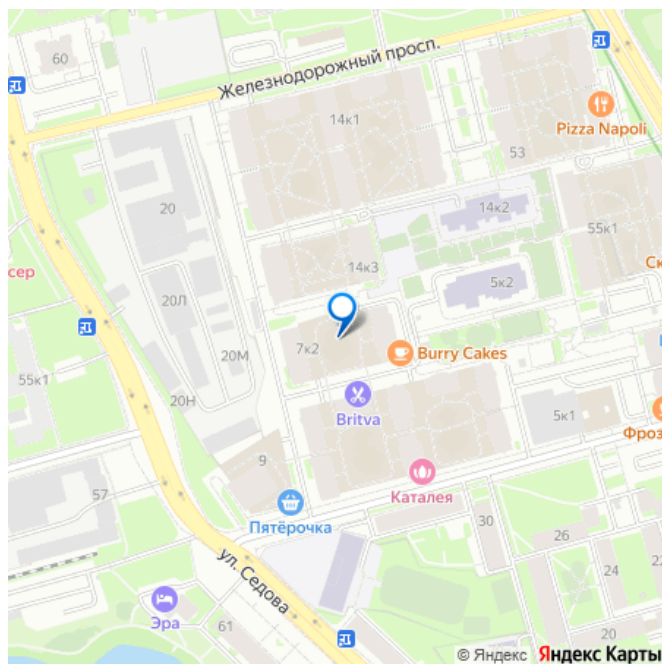 60
Железнодорожный просп.
14к1
Pizza Napoli
53
20
14к2
55к1
сер
14к3
Ск
5к2
20Л
7к2
20М
Burry Cakes
55к1
20Н
Britva
5к1
Фроз
9
Каталея
57
Пятёрочка
30
26
ул. Седова
24
22
Эра
61
20
© Яндекс Яндекс Карты